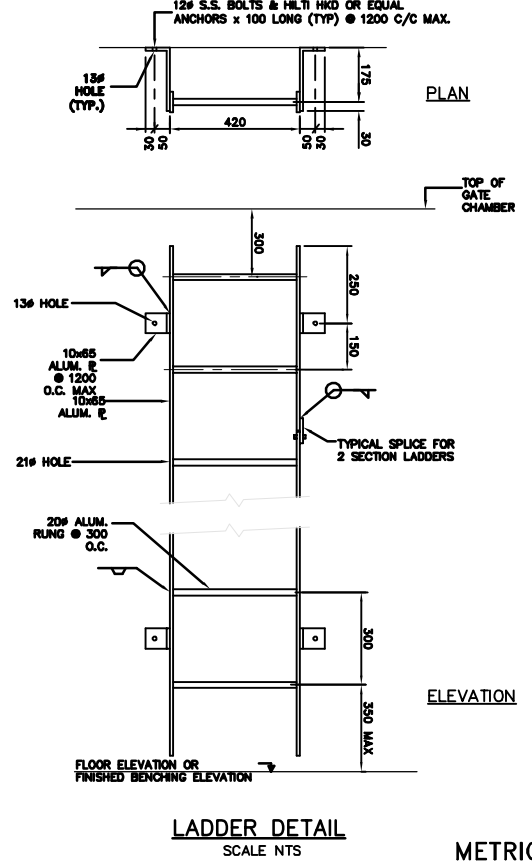 12ø S.S. BOLTS & HILTI HKD OR EQUAL
ANCHORS x 100 LONG (TYP) @ 1200 C/C MAX.
13ø
HOLE
(TYP.)
175
PLAN
420
30
50
50
30
30
TOP OF
GATE
CHAMBER
300
250
13ø HOLE
150
10x65
ALUM. ℞
@ 1200
O.C. MAX
10x65
ALUM. ℞
TYPICAL SPLICE FOR
2 SECTION LADDERS
21ø HOLE
20ø ALUM.
RUNG @ 300
O.C.
300
ELEVATION
350 MAX
FLOOR ELEVATION OR
FINISHED BENCHING ELEVATION
LADDER DETAIL
SCALE NTS
METRIC